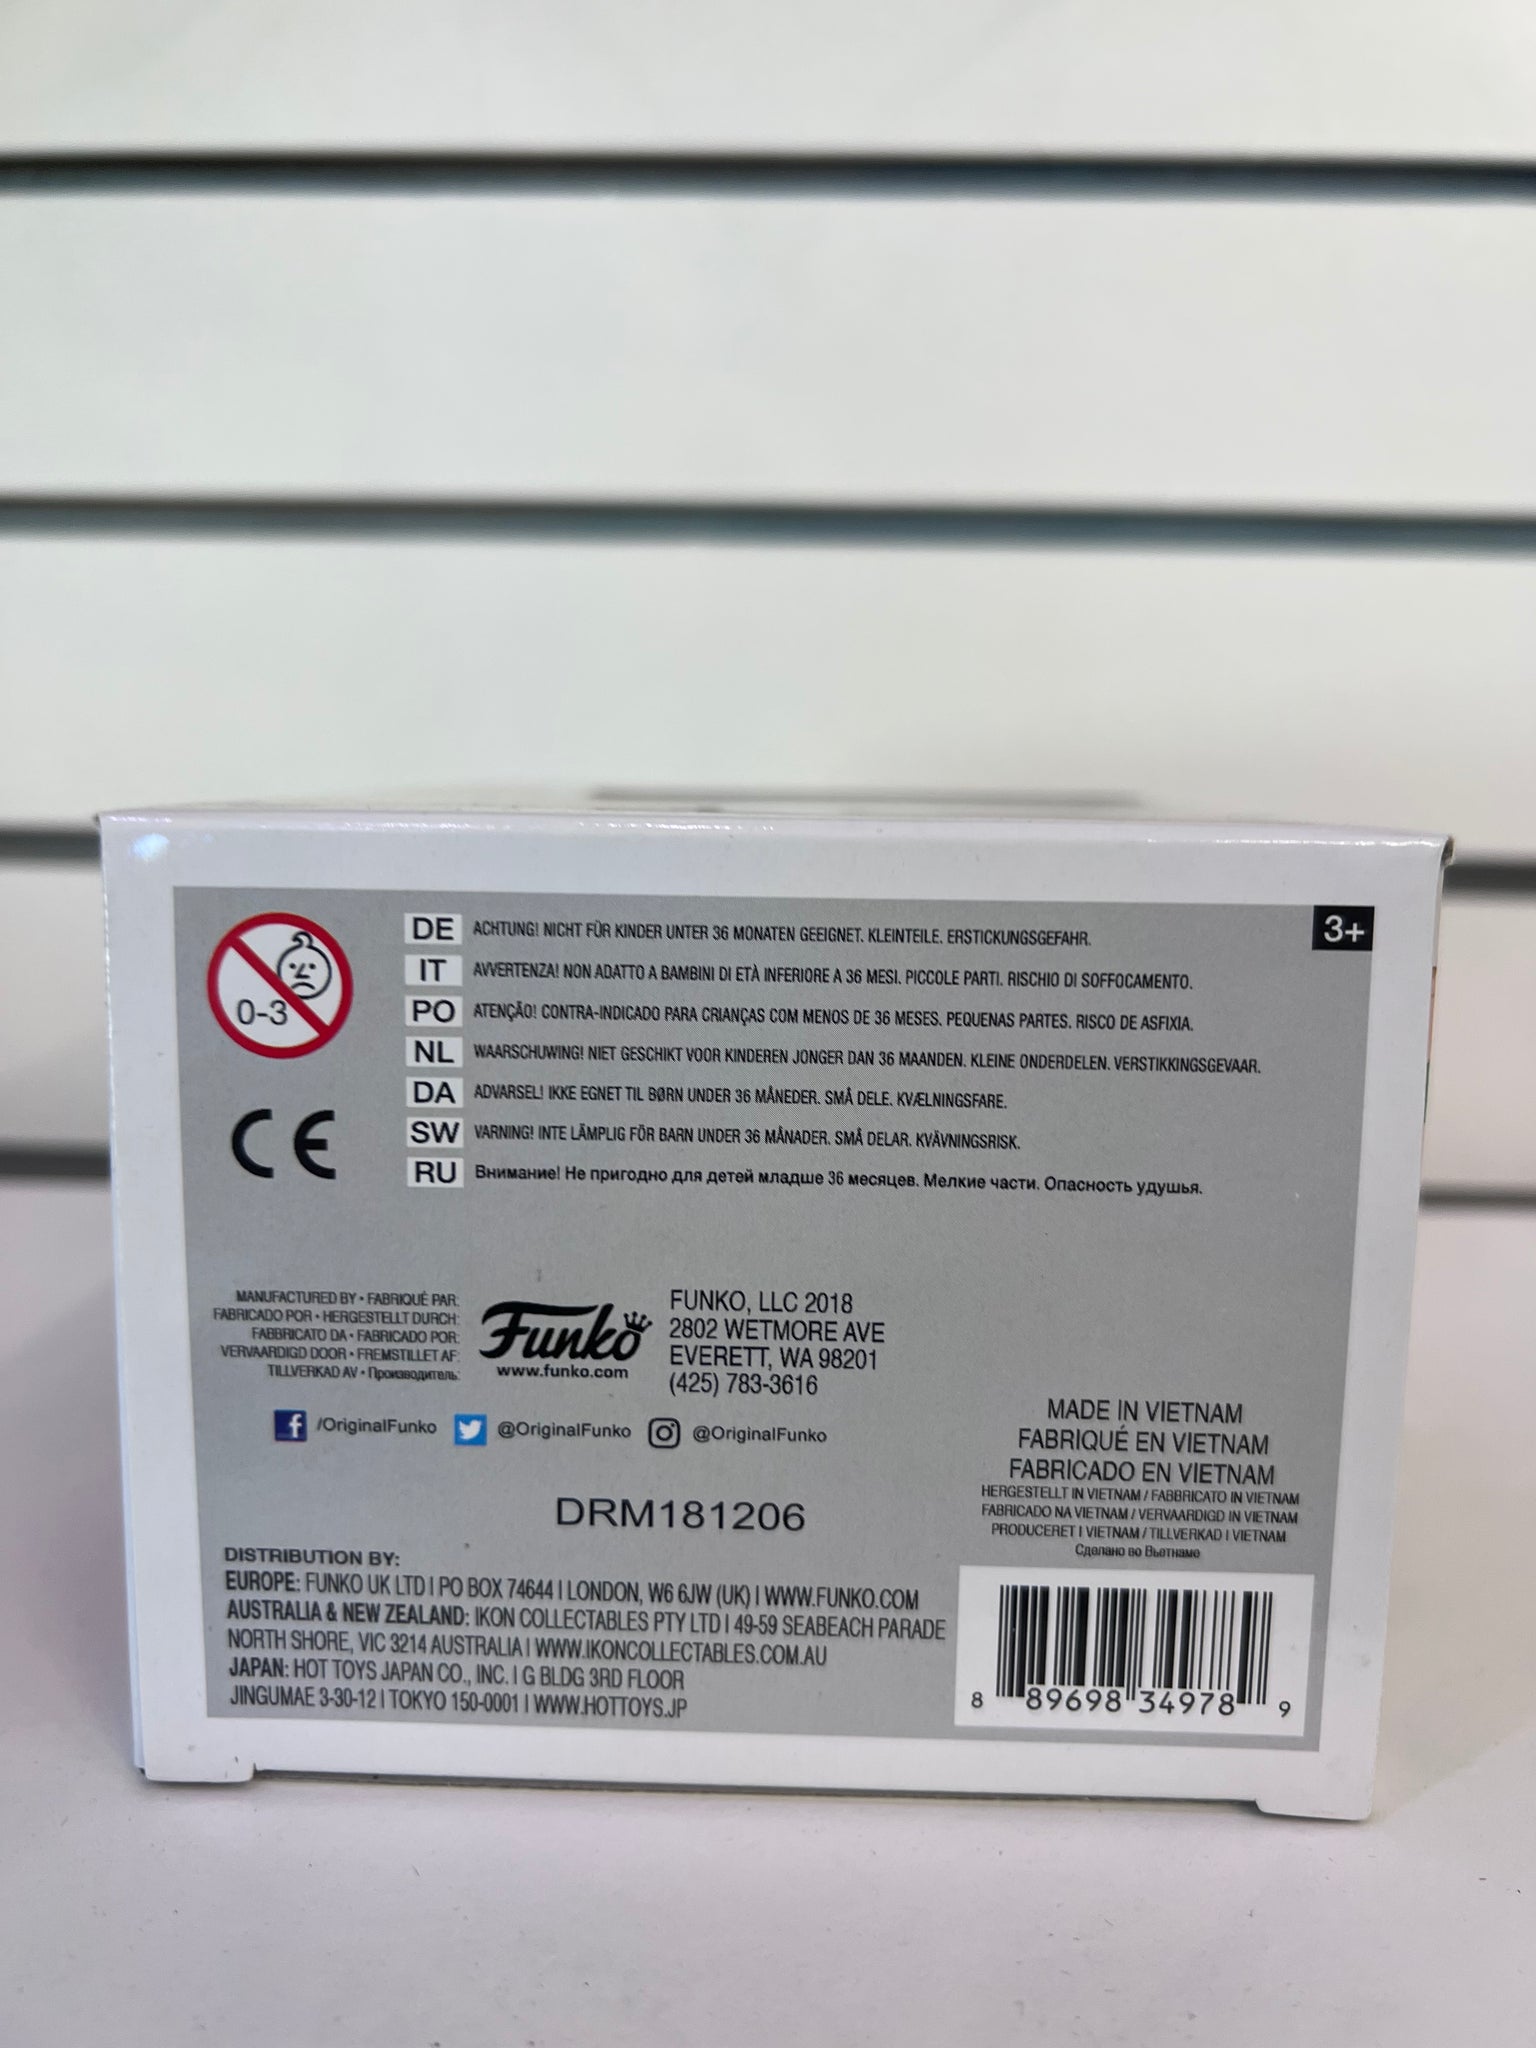 3+
0-3
DE ACHTUNG! NICHT FÜR KINDER UNTER 36 MONATEN GEEIGNET. KLEINTEILE. ERSTICKUNGSGEFAHR.
IT AVVERTENZA! NON ADATTO A BAMBINI DI ETÀ INFERIORE A 36 MESI. PICCOLE PARTI. RISCHIO DI SOFFOCAMENTO.
PO ATENÇÃO! CONTRA-INDICADO PARA CRIANÇAS COM MENOS DE 36 MESES. PEQUENAS PARTES. RISCO DE ASFIXIA.
NL WAARSCHUWING! NIET GESCHIKT VOOR KINDEREN JONGER DAN 36 MAANDEN. KLEINE ONDERDELEN. VERSTIKKINGSGEVAAR.
DA ADVARSEL! IKKE EGNET TIL BØRN UNDER 36 MÅNEDER. SMÅ DELE. KVÆLNINGSFARE.
SW VARNING! INTE LÄMPLIG FÖR BARN UNDER 36 MÅNADER. SMÅ DELAR. KVÄVNINGSRISK.
RU Внимание! Не пригодно для детей младше 36 месяцев. Мелкие части. Опасность удушья.
CE
MANUFACTURED BY • FABRIQUÉ PAR:
FABRICADO POR • HERGESTELLT DURCH:
FABBRICATO DA • FABRICADO POR:
VERVAARDIGD DOOR • FREMSTILLET AF:
TILLVERKAD AV • Производитель:
Funko
www.funko.com
FUNKO, LLC 2018
2802 WETMORE AVE
EVERETT, WA 98201
(425) 783-3616
/OriginalFunko @OriginalFunko @OriginalFunko
DRM181206
MADE IN VIETNAM
FABRIQUÉ EN VIETNAM
FABRICADO EN VIETNAM
HERGESTELLT IN VIETNAM / FABBRICATO IN VIETNAM
FABRICADO NA VIETNAM / VERVAARDIGD IN VIETNAM
PRODUCERET I VIETNAM / TILLVERKAD I VIETNAM
Сделано во Вьетнаме
DISTRIBUTION BY:
EUROPE: FUNKO UK LTD | PO BOX 74644 | LONDON, W6 6JW (UK) | WWW.FUNKO.COM
AUSTRALIA & NEW ZEALAND: IKON COLLECTABLES PTY LTD | 49-59 SEABEACH PARADE
NORTH SHORE, VIC 3214 AUSTRALIA | WWW.IKONCOLLECTABLES.COM.AU
JAPAN: HOT TOYS JAPAN CO., INC. | G BLDG 3RD FLOOR
JINGUMAE 3-30-12 | TOKYO 150-0001 | WWW.HOTTOYS.JP
8 89698 34978 9